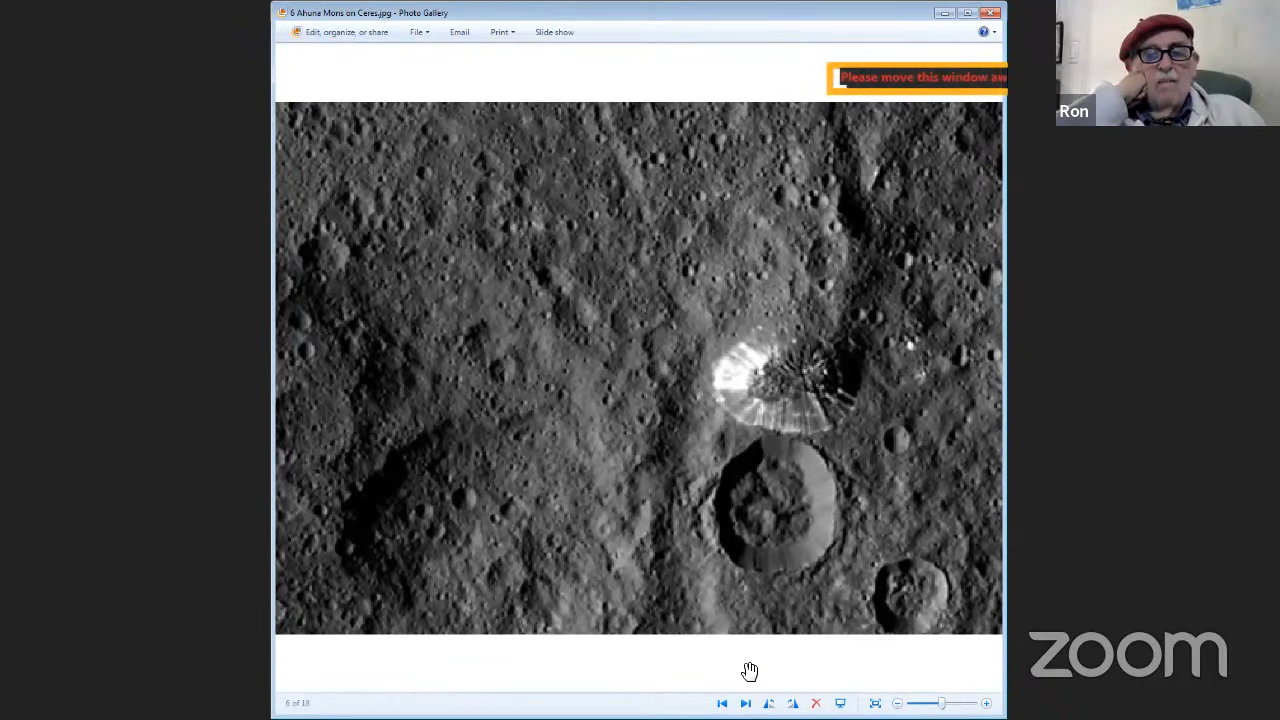 6 Ahuna Mons on Ceres.jpg - Photo Gallery
Edit, organize, or share File Email Print Slide show
Please move this window aw
Ron
6 of 18
zoom